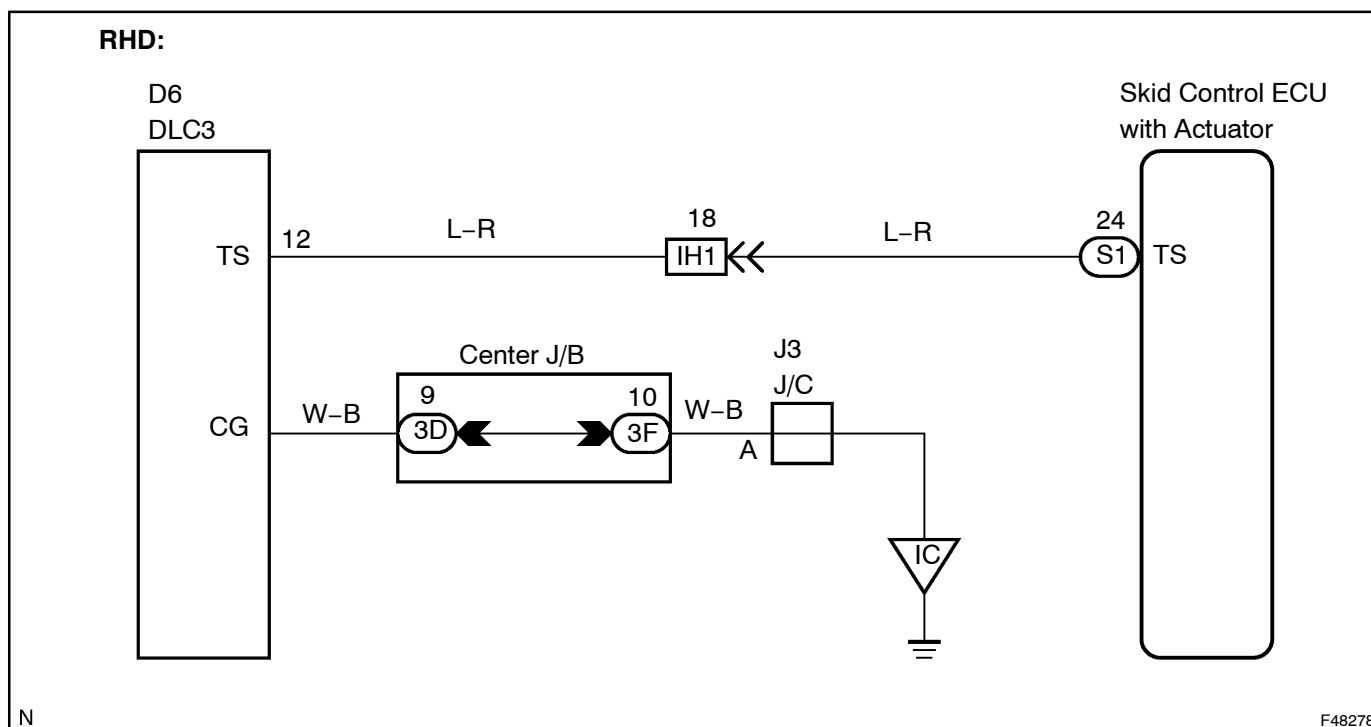 RHD:
D6
DLC3
Skid Control ECU
with Actuator
TS
12
L−R
18
IH1
L−R
24
S1
TS
Center J/B
J3
J/C
CG
W−B
9
3D
10
3F
W−B
A
IC
N